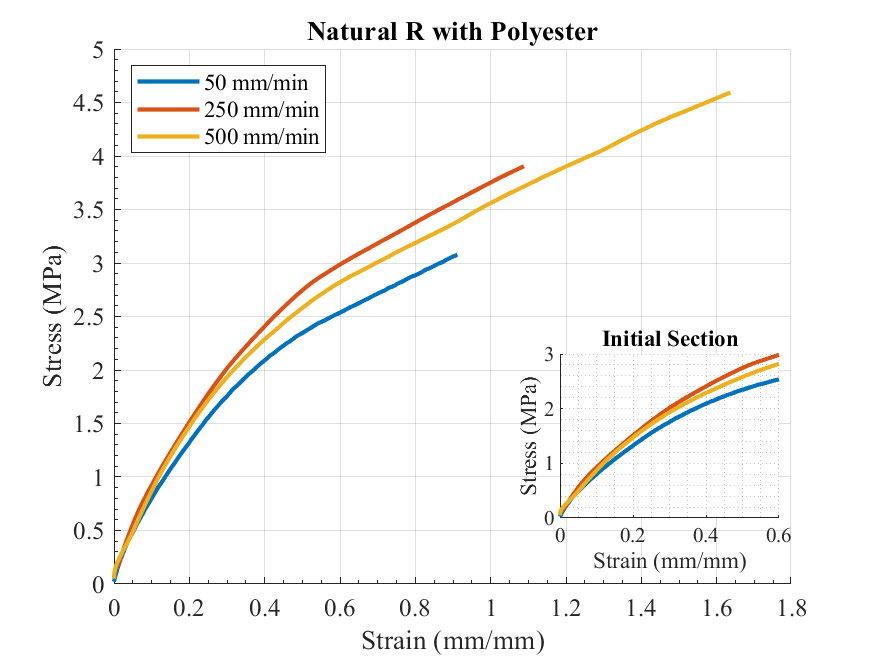 Natural R with Polyester
5
4.5
4
3.5
3
2.5
2
1.5
1
0.5
0
Stress (MPa)
50 mm/min
250 mm/min
500 mm/min
Initial Section
3
2
1
0
Stress (MPa)
0 0.2 0.4 0.6
Strain (mm/mm)
0 0.2 0.4 0.6 0.8 1 1.2 1.4 1.6 1.8
Strain (mm/mm)